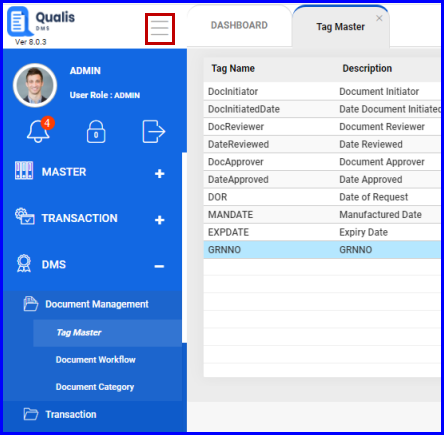 Qualis
DMS
Ver 8.0.3
DASHBOARD
Tag Master
ADMIN
User Role : ADMIN
4
0
MASTER
TRANSACTION
DMS
Document Management
Tag Master
Document Workflow
Document Category
Transaction
Tag Name Description
DocInitiator Document Initiator
DocInitiatedDate Date Document Initiated
DocReviewer Document Reviewer
DateReviewed Date Reviewed
DocApprover Document Approver
DateApproved Date Approved
DOR Date of Request
MANDATE Manufactured Date
EXPDATE Expiry Date
GRNNO GRNNO